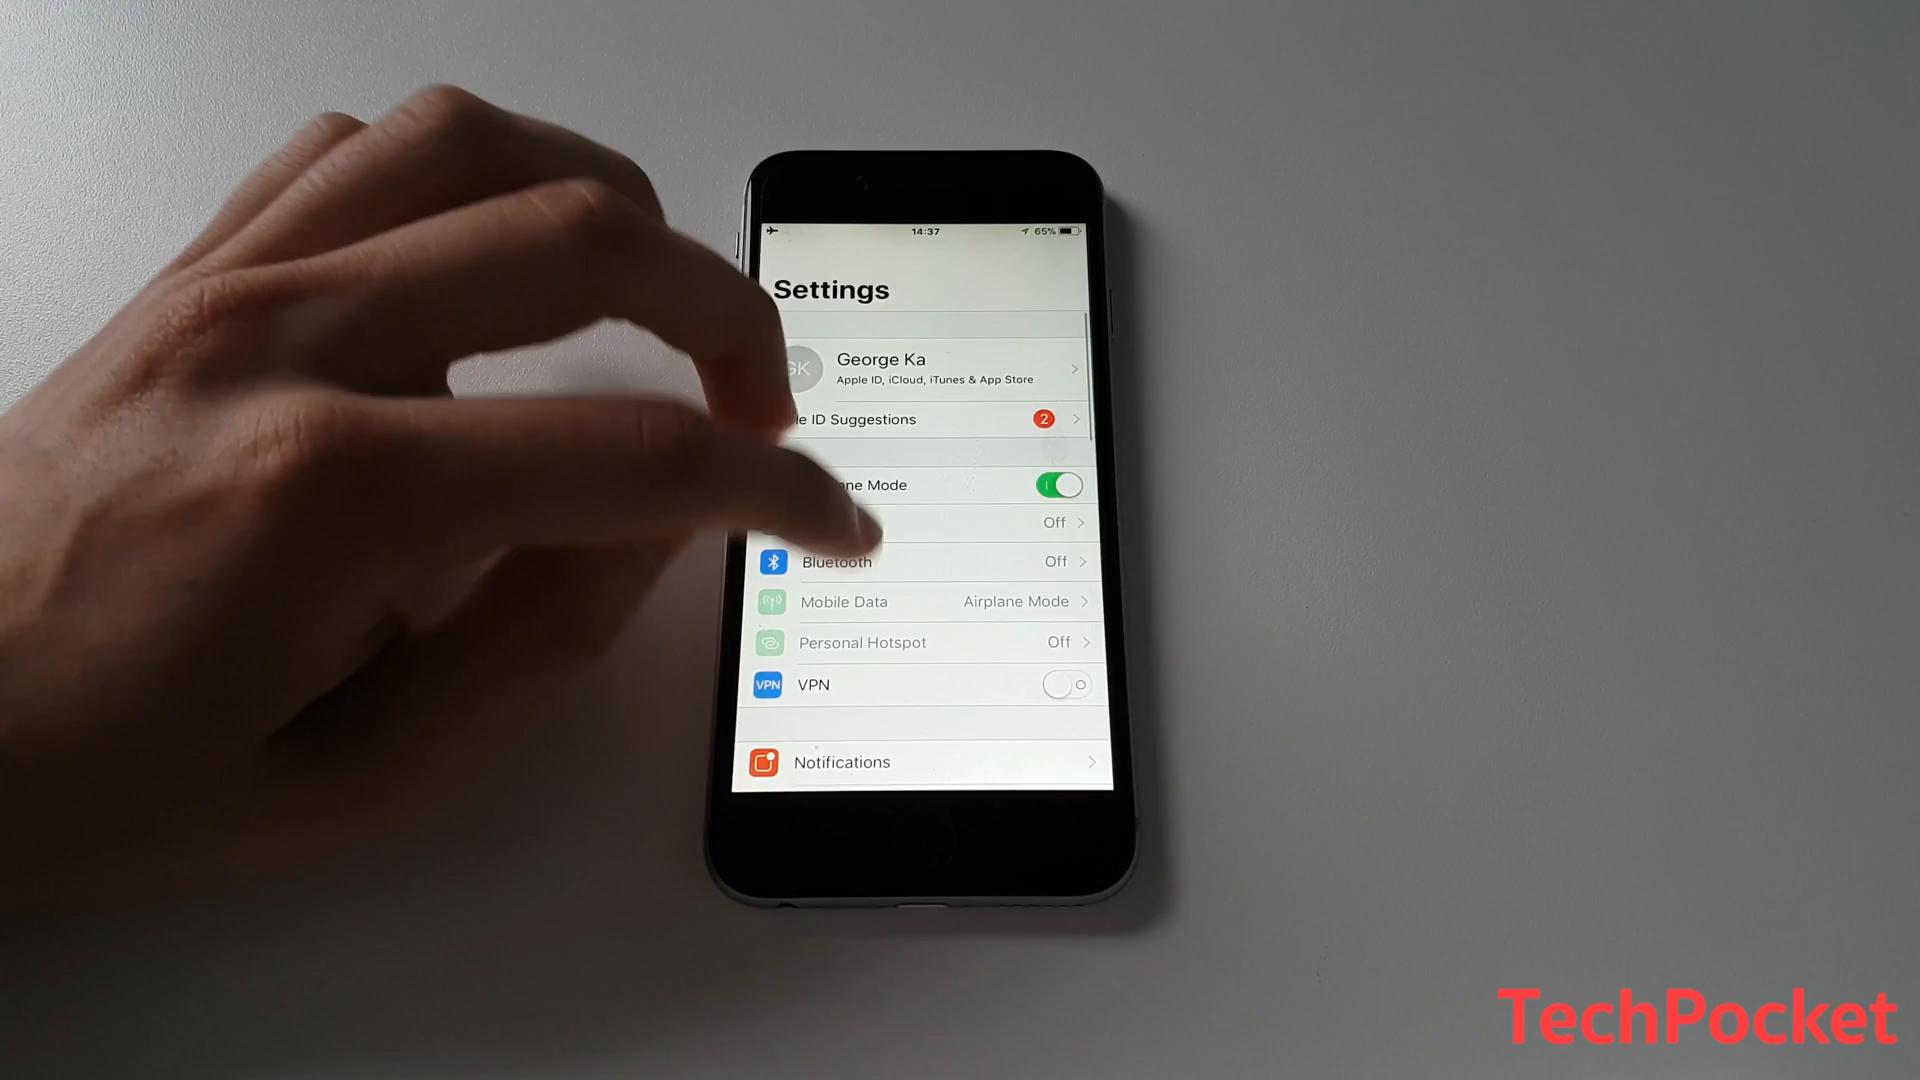 14:37
65%
Settings
GK
George Ka
Apple ID, iCloud, iTunes & App Store
ID Suggestions
2
Mode
Off
Bluetooth
Off
Mobile Data
Airplane Mode
Personal Hotspot
Off
VPN
VPN
Notifications
TechPocket